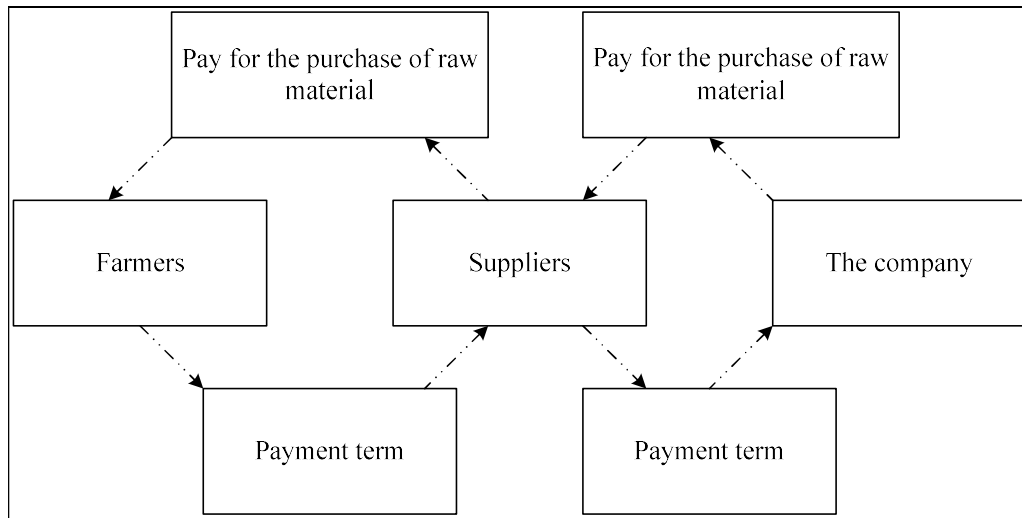 Pay for the purchase of raw
material
Pay for the purchase of raw
material
Farmers
Suppliers
The company
Payment term
Payment term